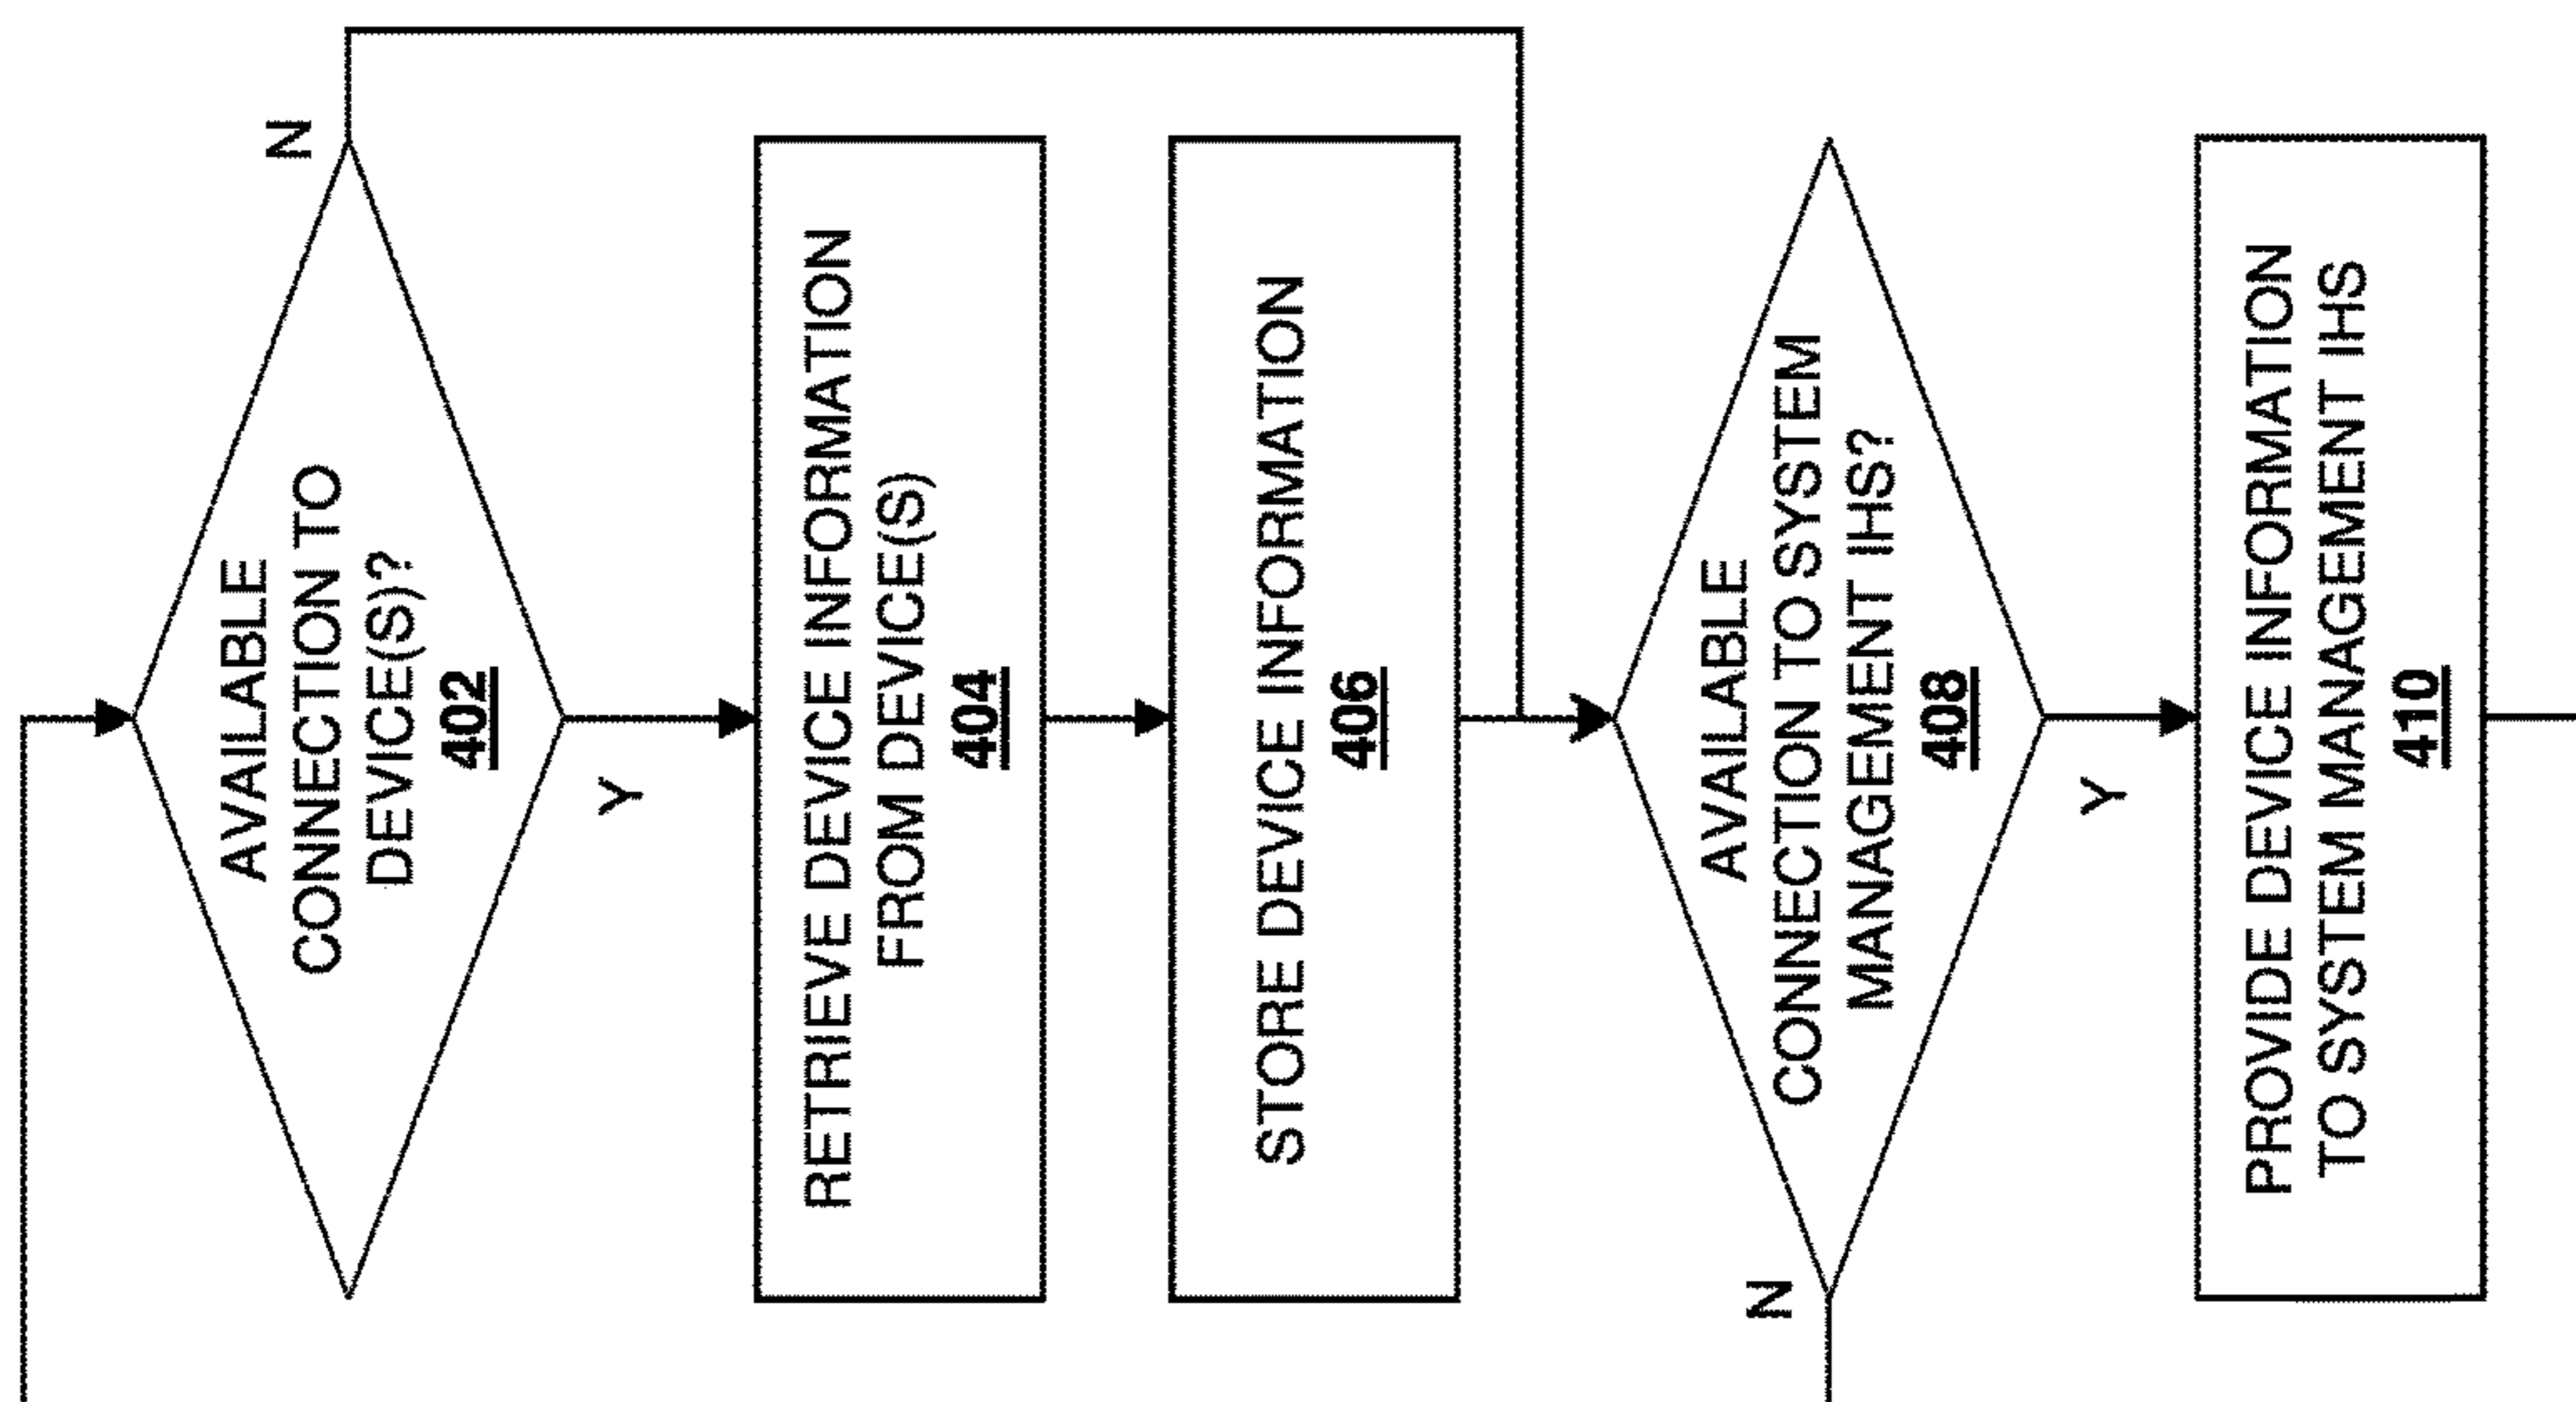 AVAILABLE
CONNECTION TO
DEVICE(S)?
402
N
Y
RETRIEVE DEVICE INFORMATION
FROM DEVICE(S)
404
STORE DEVICE INFORMATION
406
AVAILABLE
CONNECTION TO SYSTEM
MANAGEMENT IHS?
408
N
Y
PROVIDE DEVICE INFORMATION
TO SYSTEM MANAGEMENT IHS
410